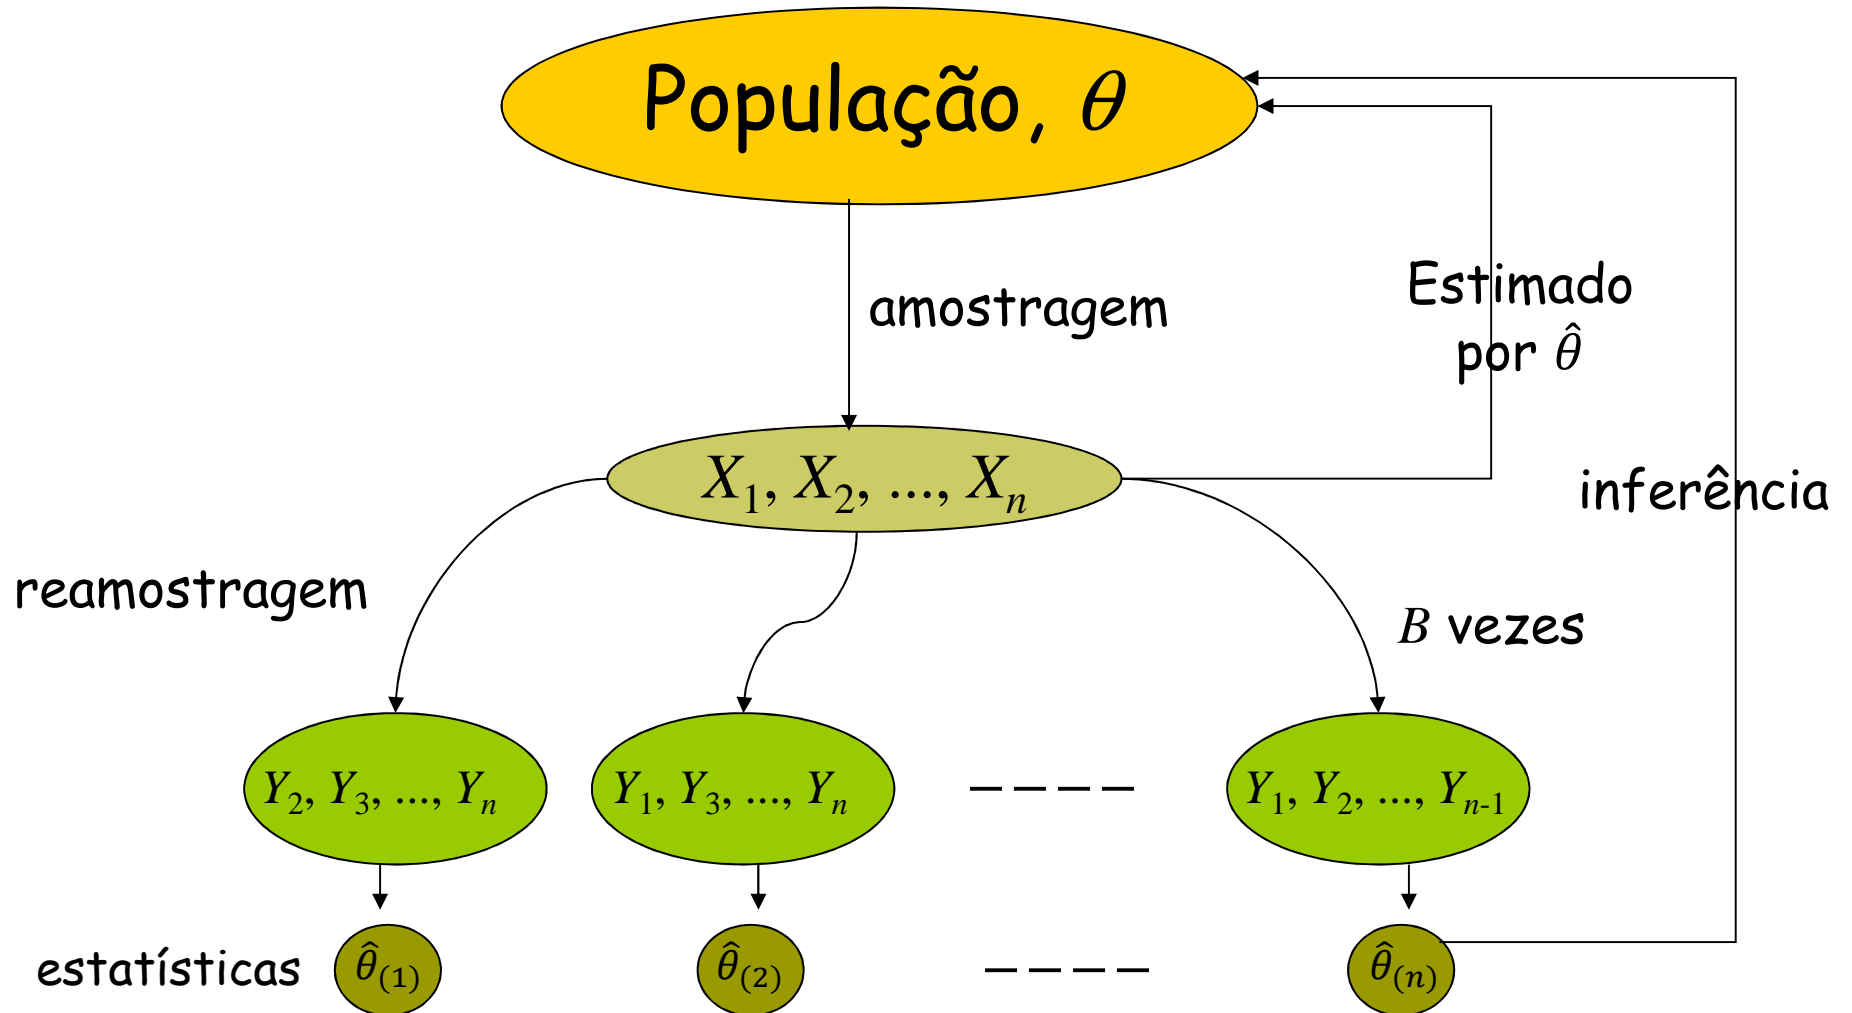 População, θ
amostragem
Estimado
por θ̂
X₁, X₂, ..., Xₙ
inferência
reamostragem
B vezes
Y₂, Y₃, ..., Yₙ
Y₁, Y₃, ..., Yₙ
Y₁, Y₂, ..., Yₙ₋₁
estatísticas
θ̂₍₁₎
θ̂₍₂₎
θ̂₍ₙ₎